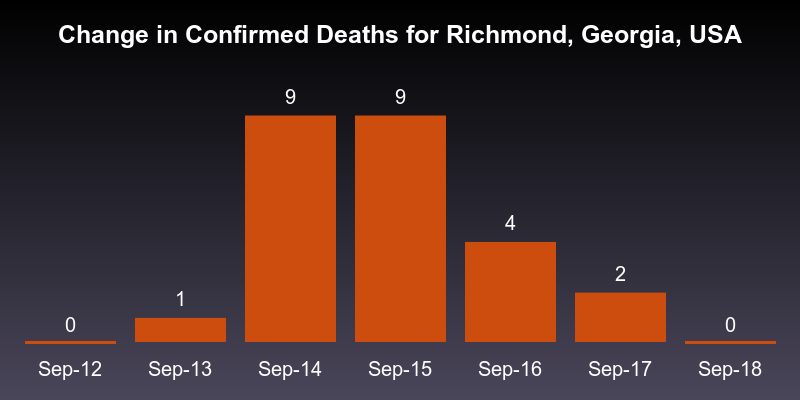 Change in Confirmed Deaths for Richmond, Georgia, USA
9 9
4
2
1
0 0
Sep-12 Sep-13 Sep-14 Sep-15 Sep-16 Sep-17 Sep-18